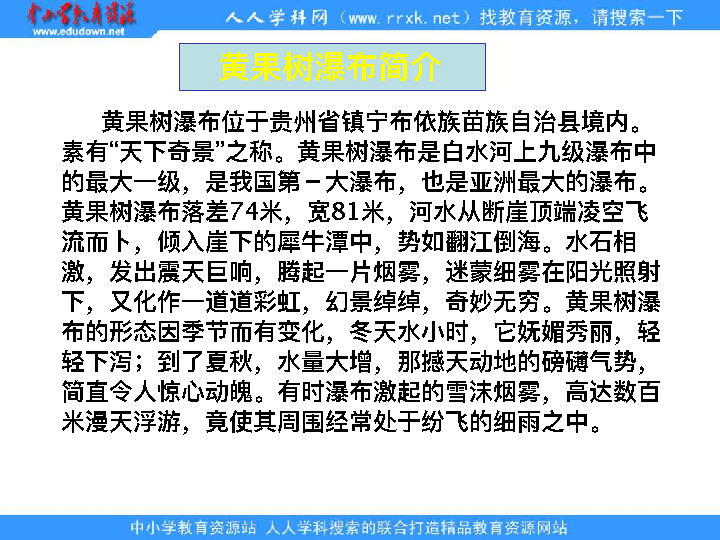 中小学教育资源
www.edudown.net
人人学科网（www.rrxk.net）找教育资源，请搜索一下
黄果树瀑布简介
黄果树瀑布位于贵州省镇宁布依族苗族自治县境内。
素有“天下奇景”之称。黄果树瀑布是白水河上九级瀑布中
的最大一级，是我国第－大瀑布，也是亚洲最大的瀑布。
黄果树瀑布落差74米，宽81米，河水从断崖顶端凌空飞
流而卜，倾入崖下的犀牛潭中，势如翻江倒海。水石相
激，发出震天巨响，腾起一片烟雾，迷蒙细雾在阳光照射
下，又化作一道道彩虹，幻景绰绰，奇妙无穷。黄果树瀑
布的形态因季节而有变化，冬天水小时，它妩媚秀丽，轻
轻下泻；到了夏秋，水量大增，那撼天动地的磅礴气势，
简直令人惊心动魄。有时瀑布激起的雪沫烟雾，高达数百
米漫天浮游，竟使其周围经常处于纷飞的细雨之中。
中小学教育资源站 人人学科搜索的联合打造精品教育资源网站